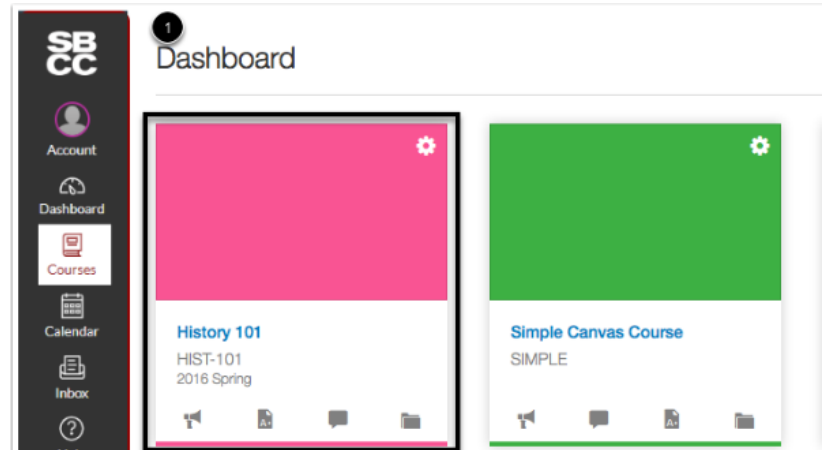 SB
CC
1
Dashboard
Account
Dashboard
Courses
Calendar
Inbox
History 101
HIST-101
2016 Spring
A+
Simple Canvas Course
SIMPLE
A+